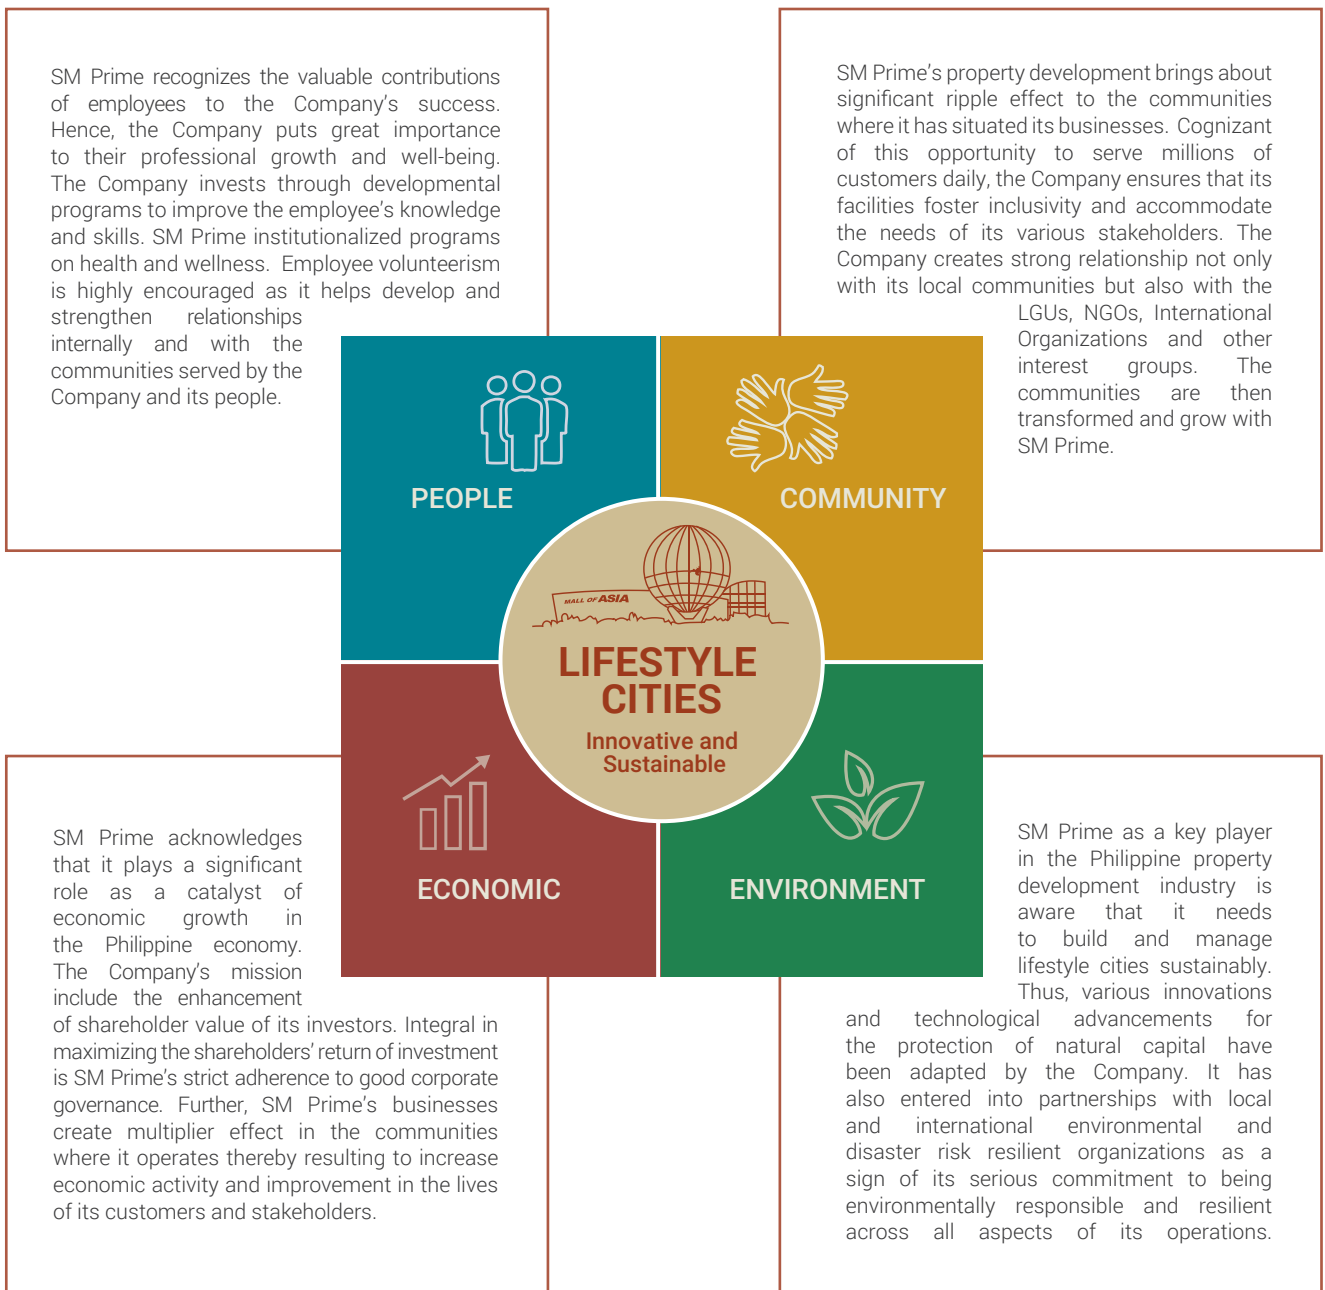 SM Prime recognizes the valuable contributions
of employees to the Company's success.
Hence, the Company puts great importance
to their professional growth and well-being.
The Company invests through developmental
programs to improve the employee's knowledge
and skills. SM Prime institutionalized programs
on health and wellness. Employee volunteerism
is highly encouraged as it helps develop and
strengthen relationships
internally and with the
communities served by the
Company and its people.
SM Prime's property development brings about
significant ripple effect to the communities
where it has situated its businesses. Cognizant
of this opportunity to serve millions of
customers daily, the Company ensures that its
facilities foster inclusivity and accommodate
the needs of its various stakeholders. The
Company creates strong relationship not only
with its local communities but also with the
LGUs, NGOs, International
Organizations and other
interest groups. The
communities are then
transformed and grow with
SM Prime.
PEOPLE
COMMUNITY
MALL OF ASIA
LIFESTYLE
CITIES
Innovative and
Sustainable
ECONOMIC
ENVIRONMENT
SM Prime acknowledges
that it plays a significant
role as a catalyst of
economic growth in
the Philippine economy.
The Company's mission
include the enhancement
of shareholder value of its investors. Integral in
maximizing the shareholders' return of investment
is SM Prime's strict adherence to good corporate
governance. Further, SM Prime's businesses
create multiplier effect in the communities
where it operates thereby resulting to increase
economic activity and improvement in the lives
of its customers and stakeholders.
SM Prime as a key player
in the Philippine property
development industry is
aware that it needs
to build and manage
lifestyle cities sustainably.
Thus, various innovations
and technological advancements for
the protection of natural capital have
been adapted by the Company. It has
also entered into partnerships with local
and international environmental and
disaster risk resilient organizations as a
sign of its serious commitment to being
environmentally responsible and resilient
across all aspects of its operations.